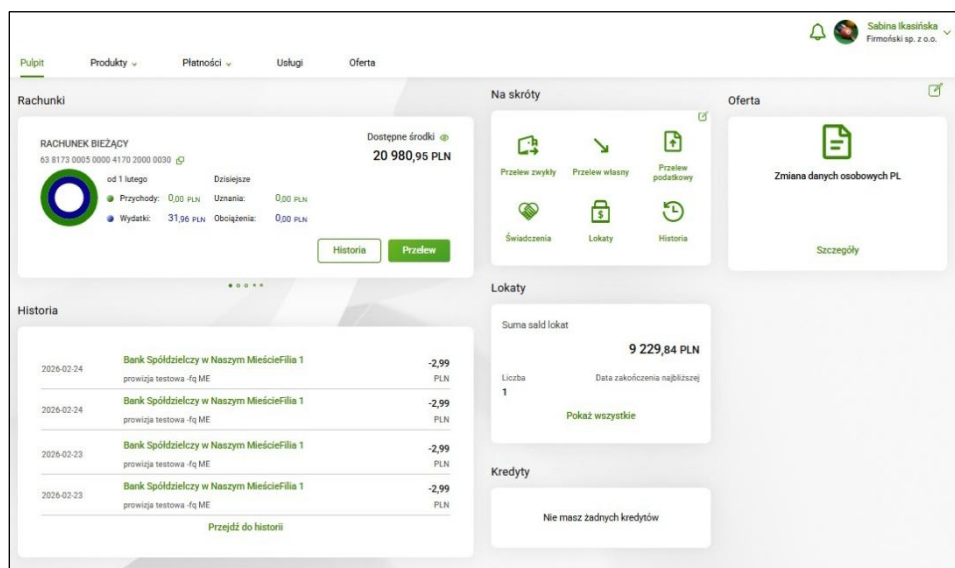 Sabina Ikasińska
Firmoński sp. z o.o.
Pulpit Produkty Płatności Usługi Oferta
Rachunki
RACHUNEK BIEŻĄCY
63 8173 0005 0000 4170 2000 0030
Dostępne środki
20 980,95 PLN
od 1 lutego Dzisiejsze
Przychody: 0,00 PLN Uznania: 0,00 PLN
Wydatki: 31,96 PLN Obciążenia: 0,00 PLN
Historia Przelew
Historia
2026-02-24 Bank Spółdzielczy w Naszym MieścieFilia 1 -2,99
prowizja testowa -fq ME PLN
2026-02-24 Bank Spółdzielczy w Naszym MieścieFilia 1 -2,99
prowizja testowa -fq ME PLN
2026-02-23 Bank Spółdzielczy w Naszym MieścieFilia 1 -2,99
prowizja testowa -fq ME PLN
2026-02-23 Bank Spółdzielczy w Naszym MieścieFilia 1 -2,99
prowizja testowa -fq ME PLN
Przejdź do historii
Na skróty
Przelew zwykły Przelew własny Przelew
podatkowy
Świadczenia Lokaty Historia
Lokaty
Suma sald lokat
9 229,84 PLN
Liczba Data zakończenia najbliższej
1
Pokaż wszystkie
Kredyty
Nie masz żadnych kredytów
Oferta
Zmiana danych osobowych PL
Szczegóły